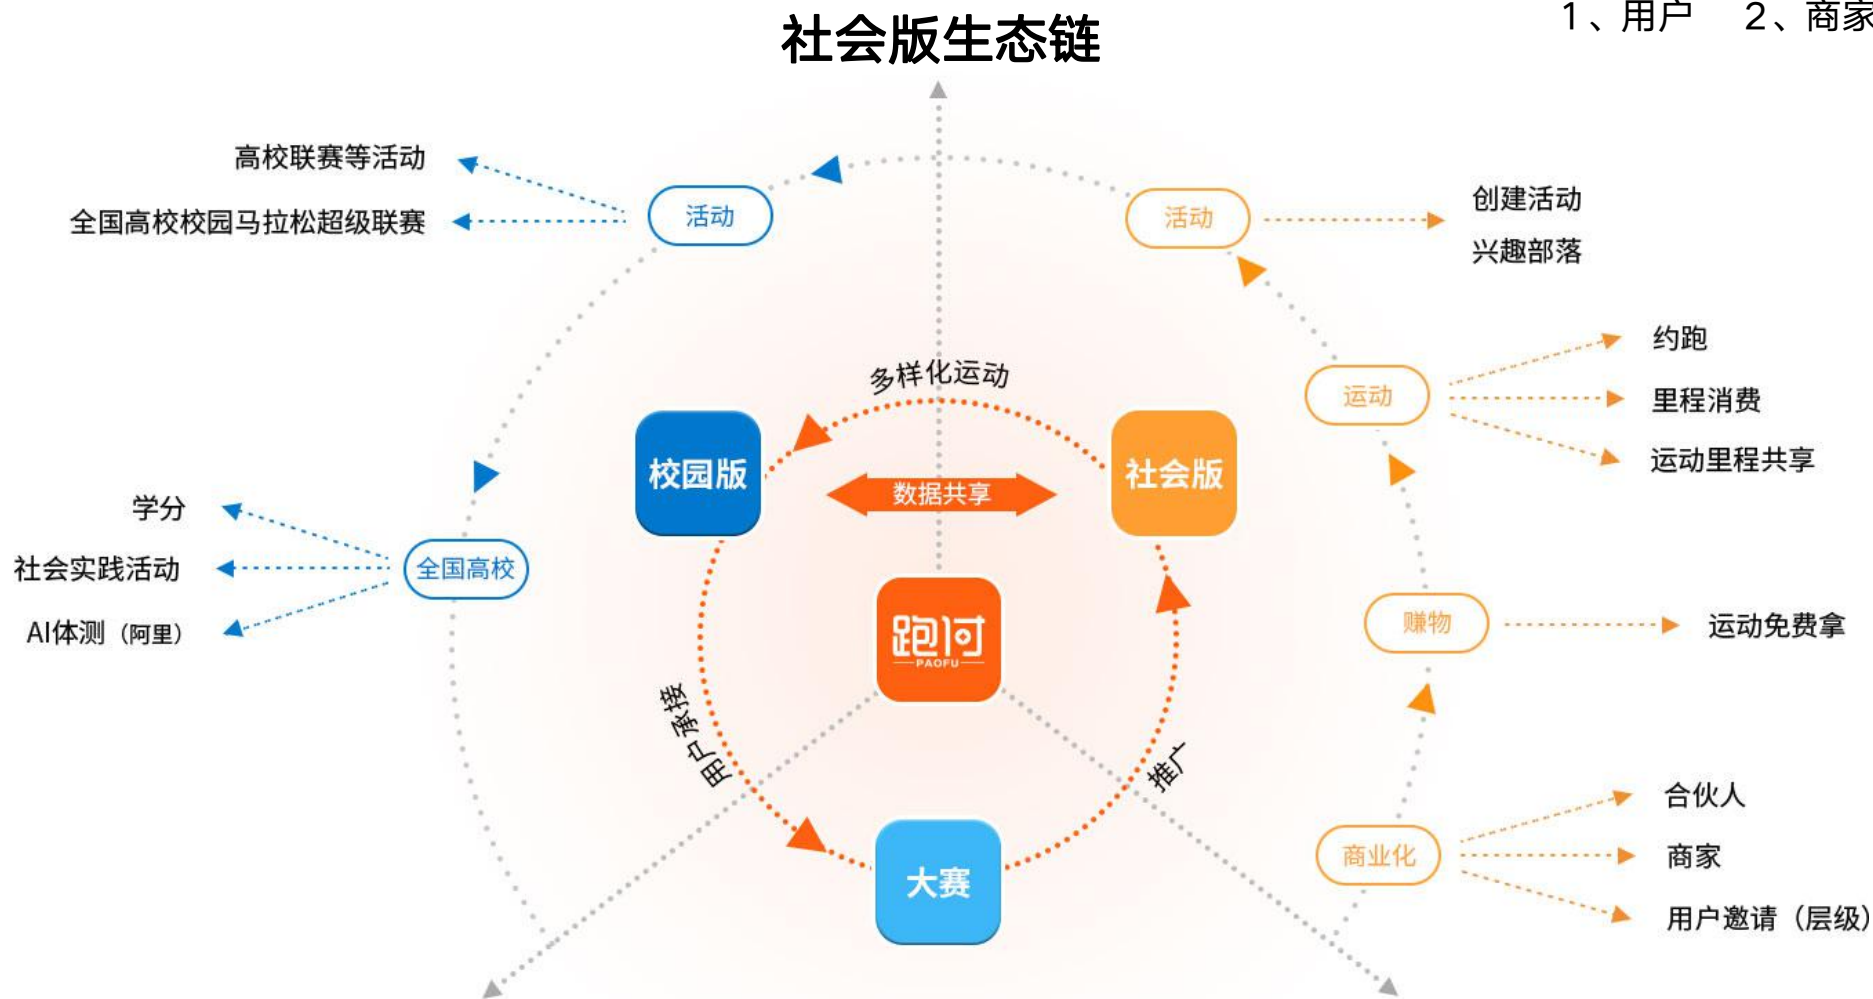 社会版生态链
1、用户 2、商家
高校联赛等活动
全国高校校园马拉松超级联赛
活动
活动
创建活动
兴趣部落
多样化运动
约跑
里程消费
运动里程共享
运动
校园版
数据共享
社会版
学分
社会实践活动
AI体测（阿里）
全国高校
跑付
PAOFU
赚物
运动免费拿
用户承接
推广
大赛
商业化
合伙人
商家
用户邀请（层级）